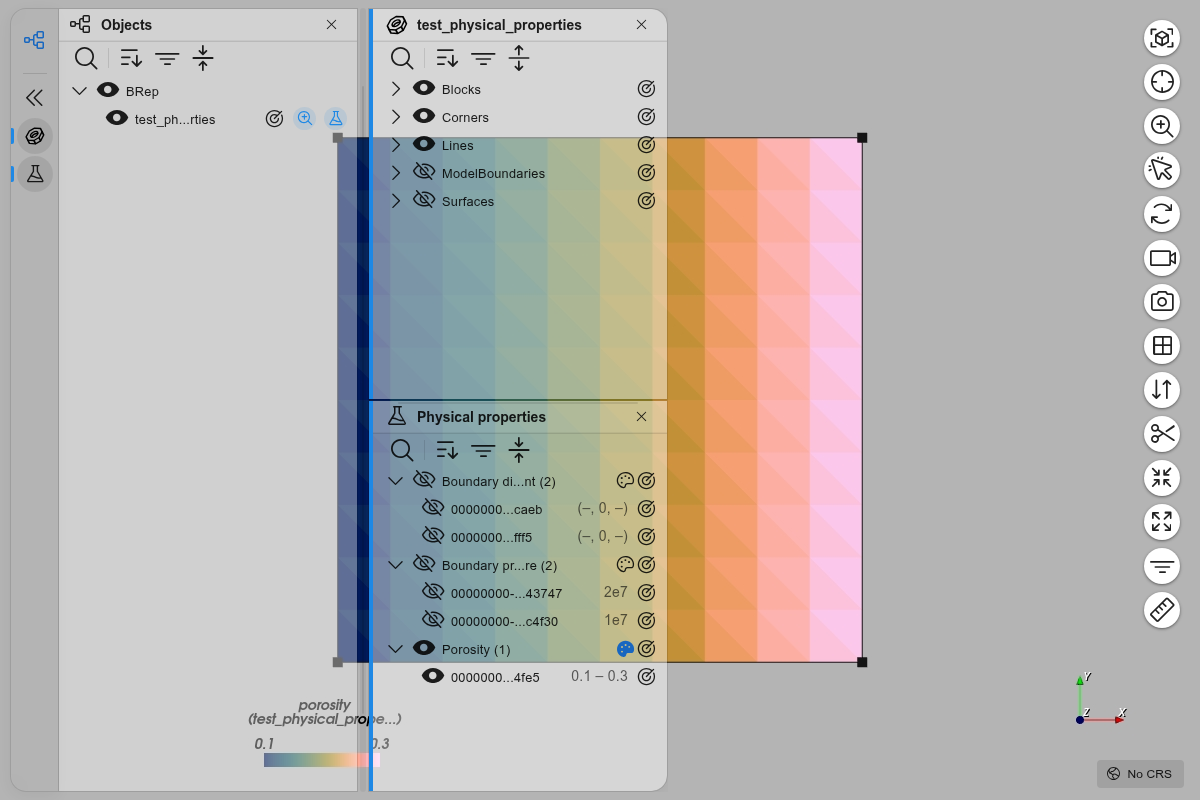 Objects
BRep
test_ph...rties
test_physical_properties
Blocks
Corners
Lines
ModelBoundaries
Surfaces
Physical properties
Boundary di...nt (2)
0000000...caeb (–, 0, –)
0000000...fff5 (–, 0, –)
Boundary pr...re (2)
00000000-...43747 2e7
00000000-...c4f30 1e7
Porosity (1)
0000000...4fe5 0.1 – 0.3
porosity
(test_physical_prope...)
0.1 0.3
Y
Z X
No CRS